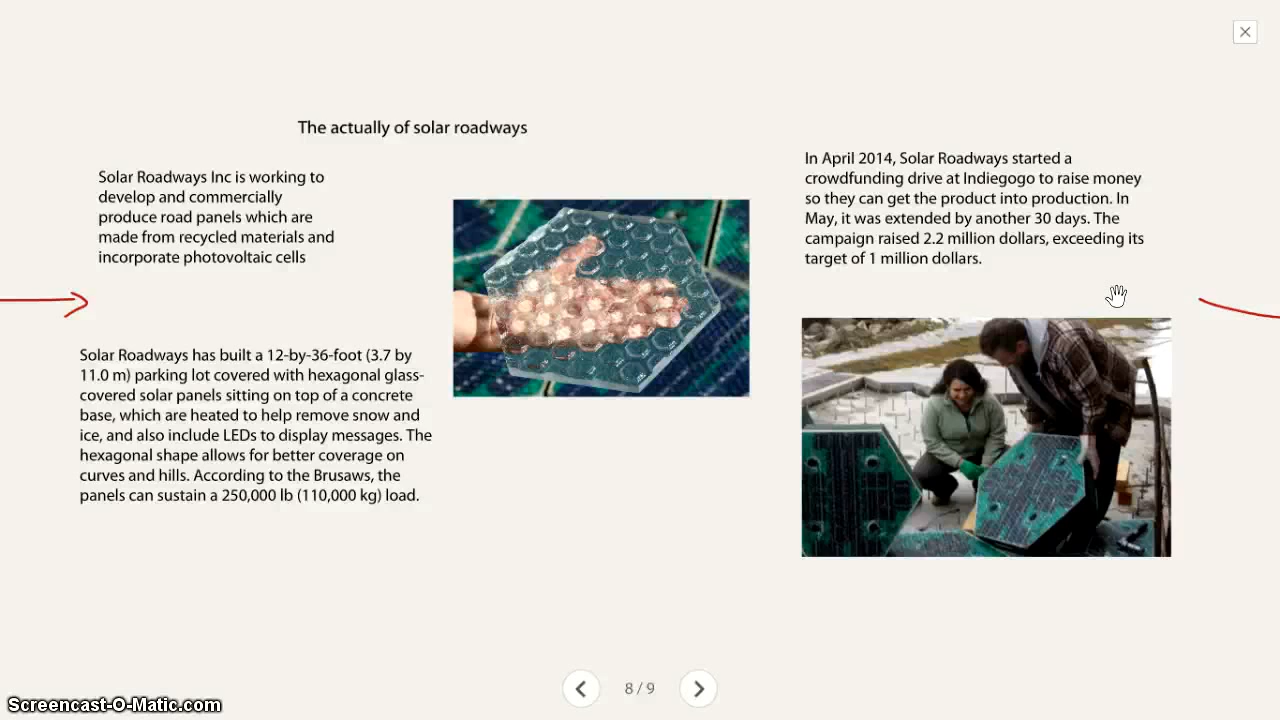 The actually of solar roadways
Solar Roadways Inc is working to
develop and commercially
produce road panels which are
made from recycled materials and
incorporate photovoltaic cells
Solar Roadways has built a 12-by-36-foot (3.7 by
11.0 m) parking lot covered with hexagonal glass-
covered solar panels sitting on top of a concrete
base, which are heated to help remove snow and
ice, and also include LEDs to display messages. The
hexagonal shape allows for better coverage on
curves and hills. According to the Brusaws, the
panels can sustain a 250,000 lb (110,000 kg) load.
In April 2014, Solar Roadways started a
crowdfunding drive at Indiegogo to raise money
so they can get the product into production. In
May, it was extended by another 30 days. The
campaign raised 2.2 million dollars, exceeding its
target of 1 million dollars.
8 / 9
Screencast-O-Matic.com